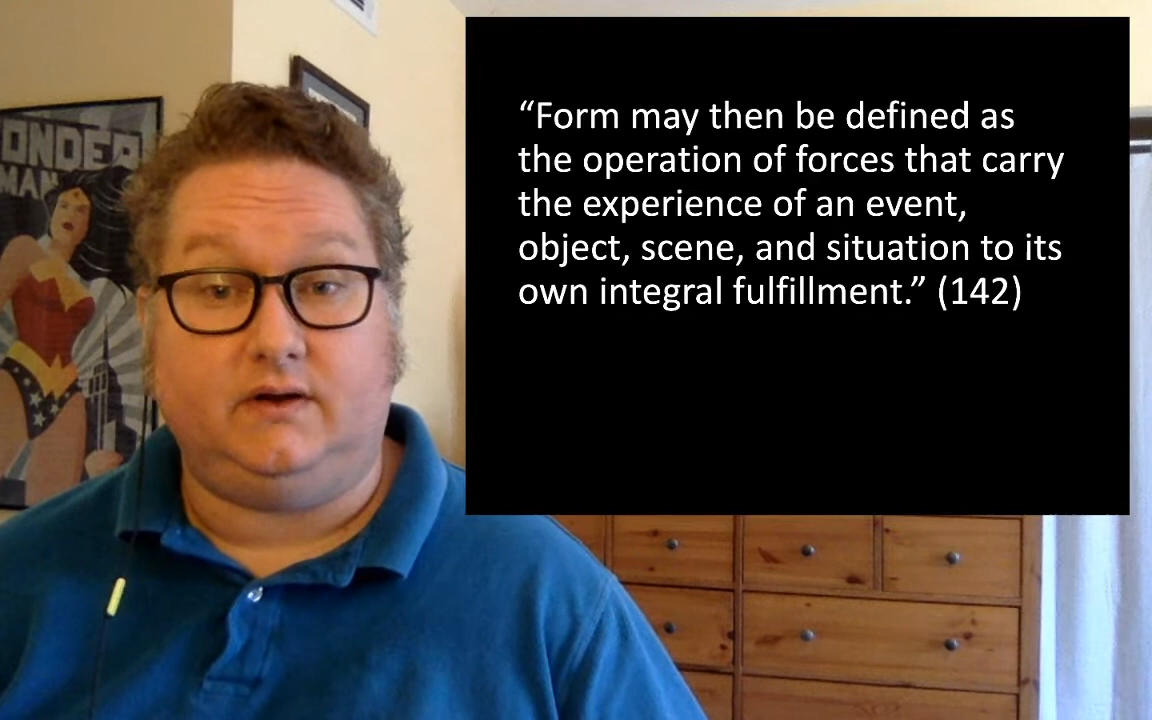 ONDER
MAN
“Form may then be defined as
the operation of forces that carry
the experience of an event,
object, scene, and situation to its
own integral fulfillment.” (142)